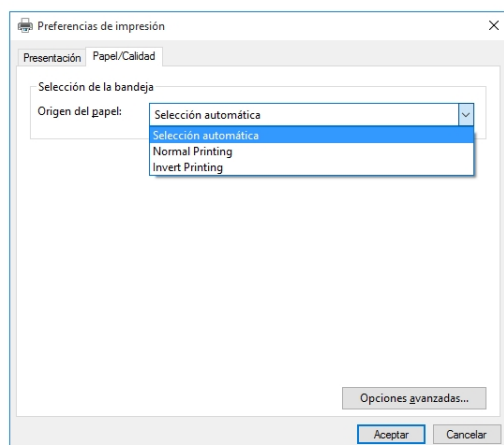 Preferencias de impresión
Presentación Papel/Calidad
Selección de la bandeja
Origen del papel: Selección automática
Selección automática
Normal Printing
Invert Printing
Opciones avanzadas...
Aceptar Cancelar